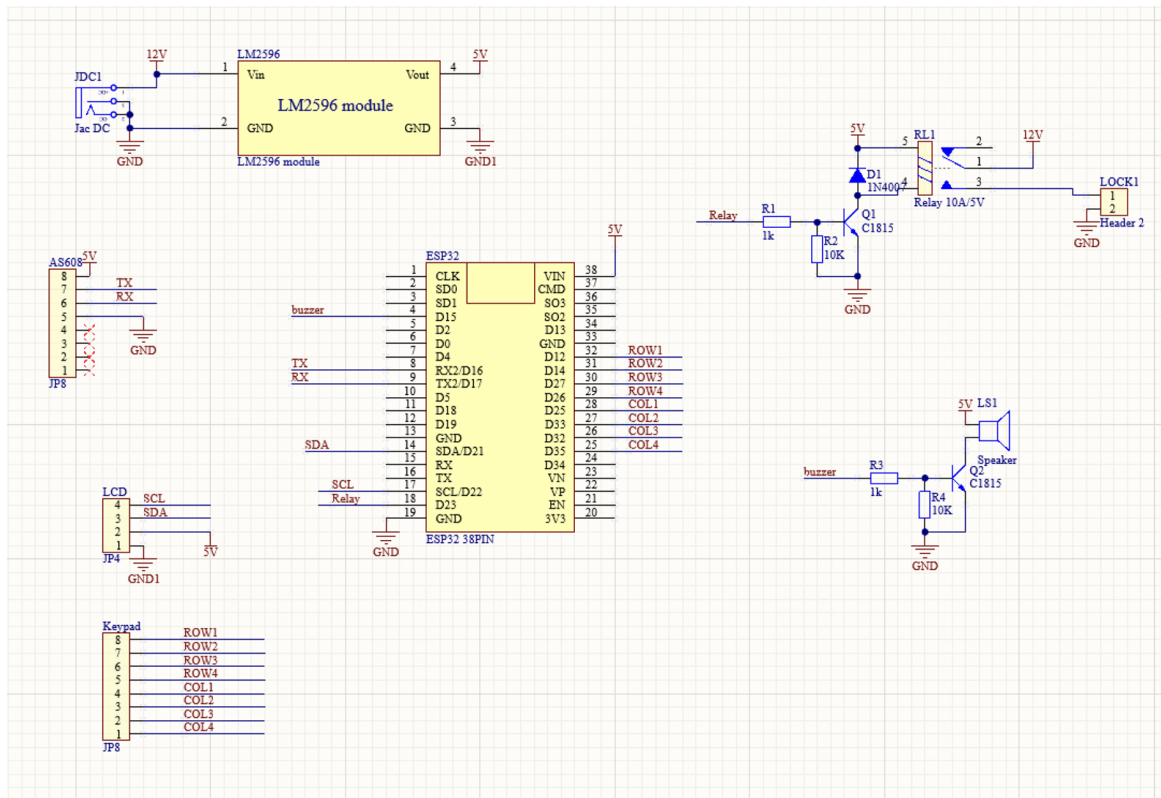 12V
LM2596
5V
JDC1
1
Vin
Vout
4
LM2596 module
Jac DC
2
GND
GND
3
LM2596 module
GND
GND1
5V
RL1
12V
5
2
1
D1
1N4007
4
3
LOCK1
1
2
Relay 10A/5V
Header 2
GND
Relay
R1
1k
Q1
C1815
R2
10K
GND
AS608
5V
8
7
TX
6
RX
5
4
3
2
1
GND
JP8
5V
ESP32
1 CLK VIN 38
2 SD0 CMD 37
3 SD1 SO3 36
buzzer 4 D15 SO2 35
5 D2 D13 34
6 D0 GND 33
7 D4 D12 32 ROW1
TX 8 RX2/D16 D14 31 ROW2
RX 9 TX2/D17 D27 30 ROW3
10 D5 D26 29 ROW4
11 D18 D25 28 COL1
12 D19 D33 27 COL2
13 GND D32 26 COL3
SDA 14 SDA/D21 D35 25 COL4
15 RX D34 24
16 TX VN 23
SCL 17 SCL/D22 VP 22
Relay 18 D23 EN 21
19 GND 3V3 20
GND
ESP32 38PIN
5V
LS1
Speaker
buzzer
R3
1k
Q2
C1815
R4
10K
GND
LCD
4 SCL
3 SDA
2
1
5V
JP4
GND1
Keypad
8 ROW1
7 ROW2
6 ROW3
5 ROW4
4 COL1
3 COL2
2 COL3
1 COL4
JP8